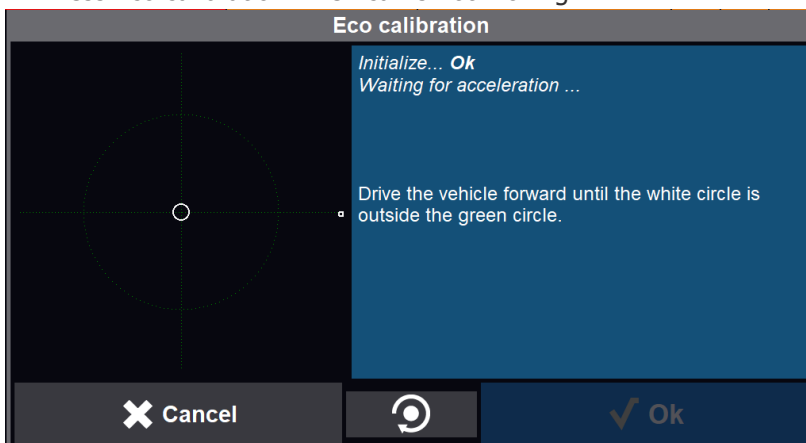 Eco calibration
Initialize... Ok
Waiting for acceleration ...
Drive the vehicle forward until the white circle is
outside the green circle.
a
Cancel
Ok